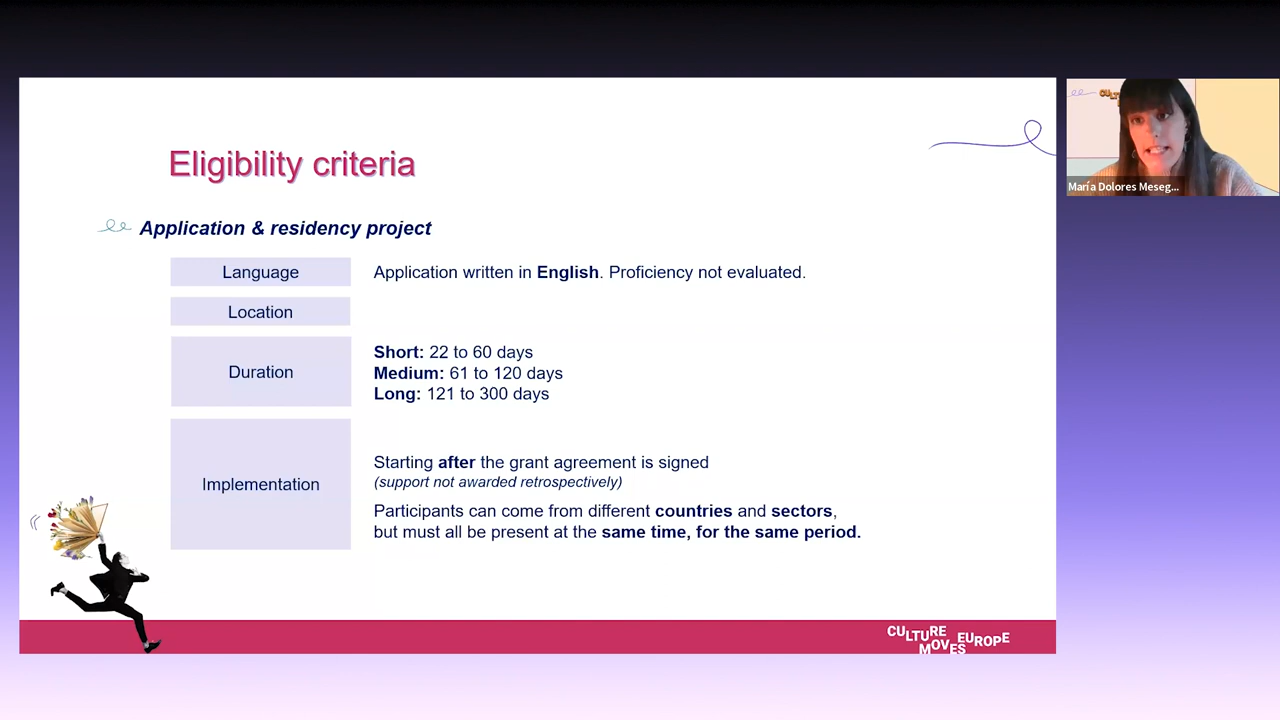 Eligibility criteria
Application & residency project
Language
Application written in English. Proficiency not evaluated.
Location
Duration
Short: 22 to 60 days
Medium: 61 to 120 days
Long: 121 to 300 days
Implementation
Starting after the grant agreement is signed
(support not awarded retrospectively)
Participants can come from different countries and sectors,
but must all be present at the same time, for the same period.
CULTURE
MOVES EUROPE
María Dolores Meseg...